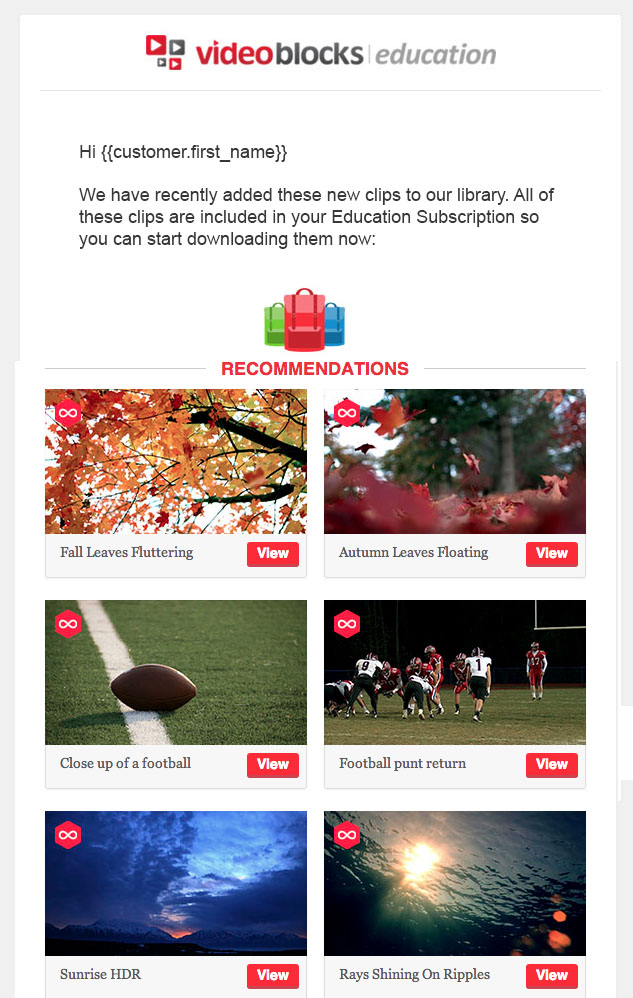 videoblocks | education
Hi {{customer.first_name}}
We have recently added these new clips to our library. All of
these clips are included in your Education Subscription so
you can start downloading them now:
RECOMMENDATIONS
Fall Leaves Fluttering View
Autumn Leaves Floating View
Close up of a football View
Football punt return View
Sunrise HDR View
Rays Shining On Ripples View